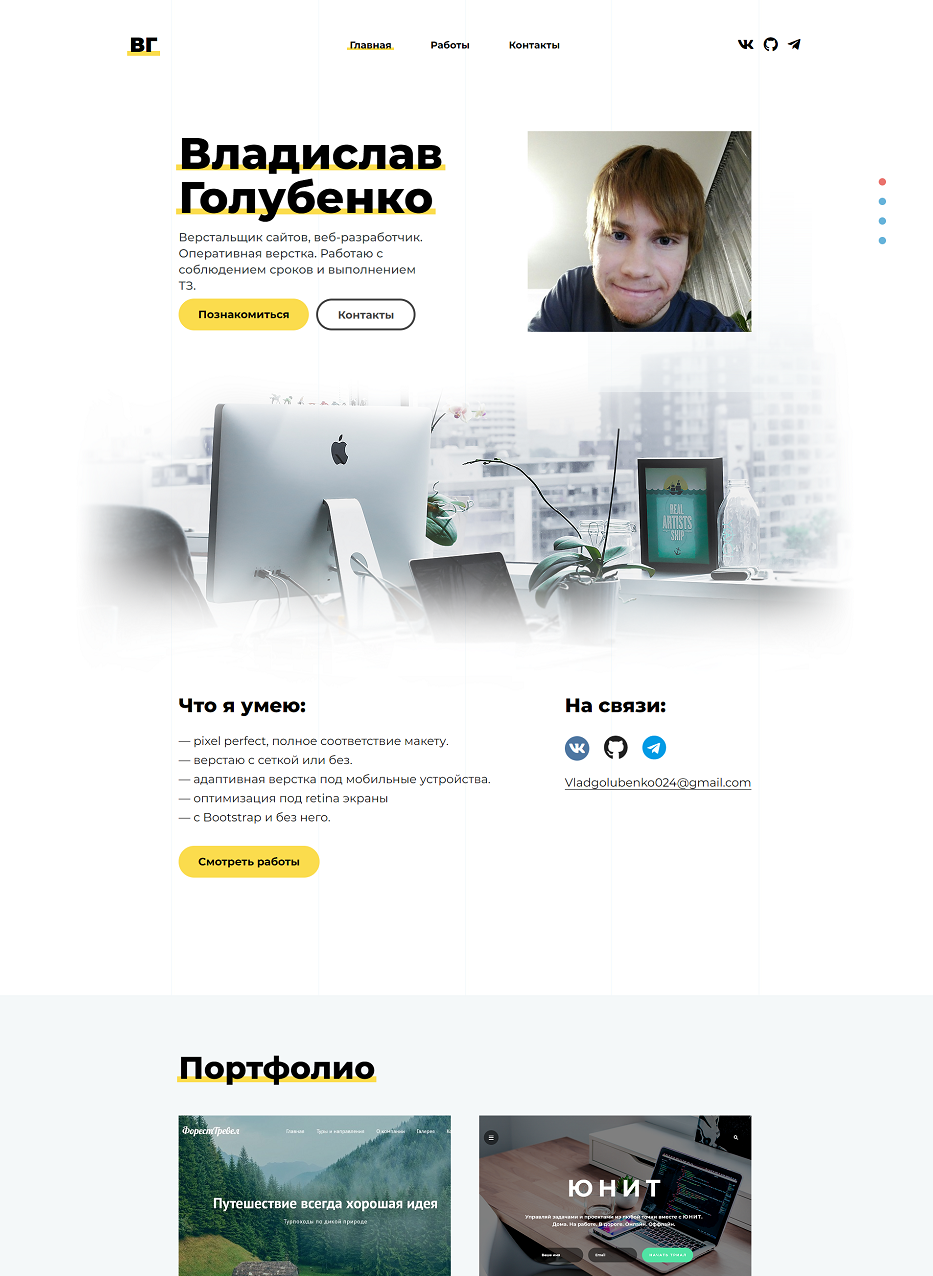 ВГ
Главная Работы Контакты
Владислав
Голубенко
Верстальщик сайтов, веб-разработчик.
Оперативная верстка. Работаю с
соблюдением сроков и выполнением
ТЗ.
Познакомиться Контакты
REAL
ARTISTS
SHIP
Что я умею:
— pixel perfect, полное соответствие макету.
— верстаю с сеткой или без.
— адаптивная верстка под мобильные устройства.
— оптимизация под retina экраны
— с Bootstrap и без него.
Смотреть работы
На связи:
Vladgolubenko024@gmail.com
Портфолио
ФорестТревел
Главная Туры и направления О компании Галерея
Путешествие всегда хорошая идея
Турпоходы по дикой природе
ЮНИТ
Управляй задачами и проектами из любой точки вместе с ЮНИТ.
Дома. На работе. В дороге. Онлайн. Оффлайн.
Ваше имя Email НАЧАТЬ